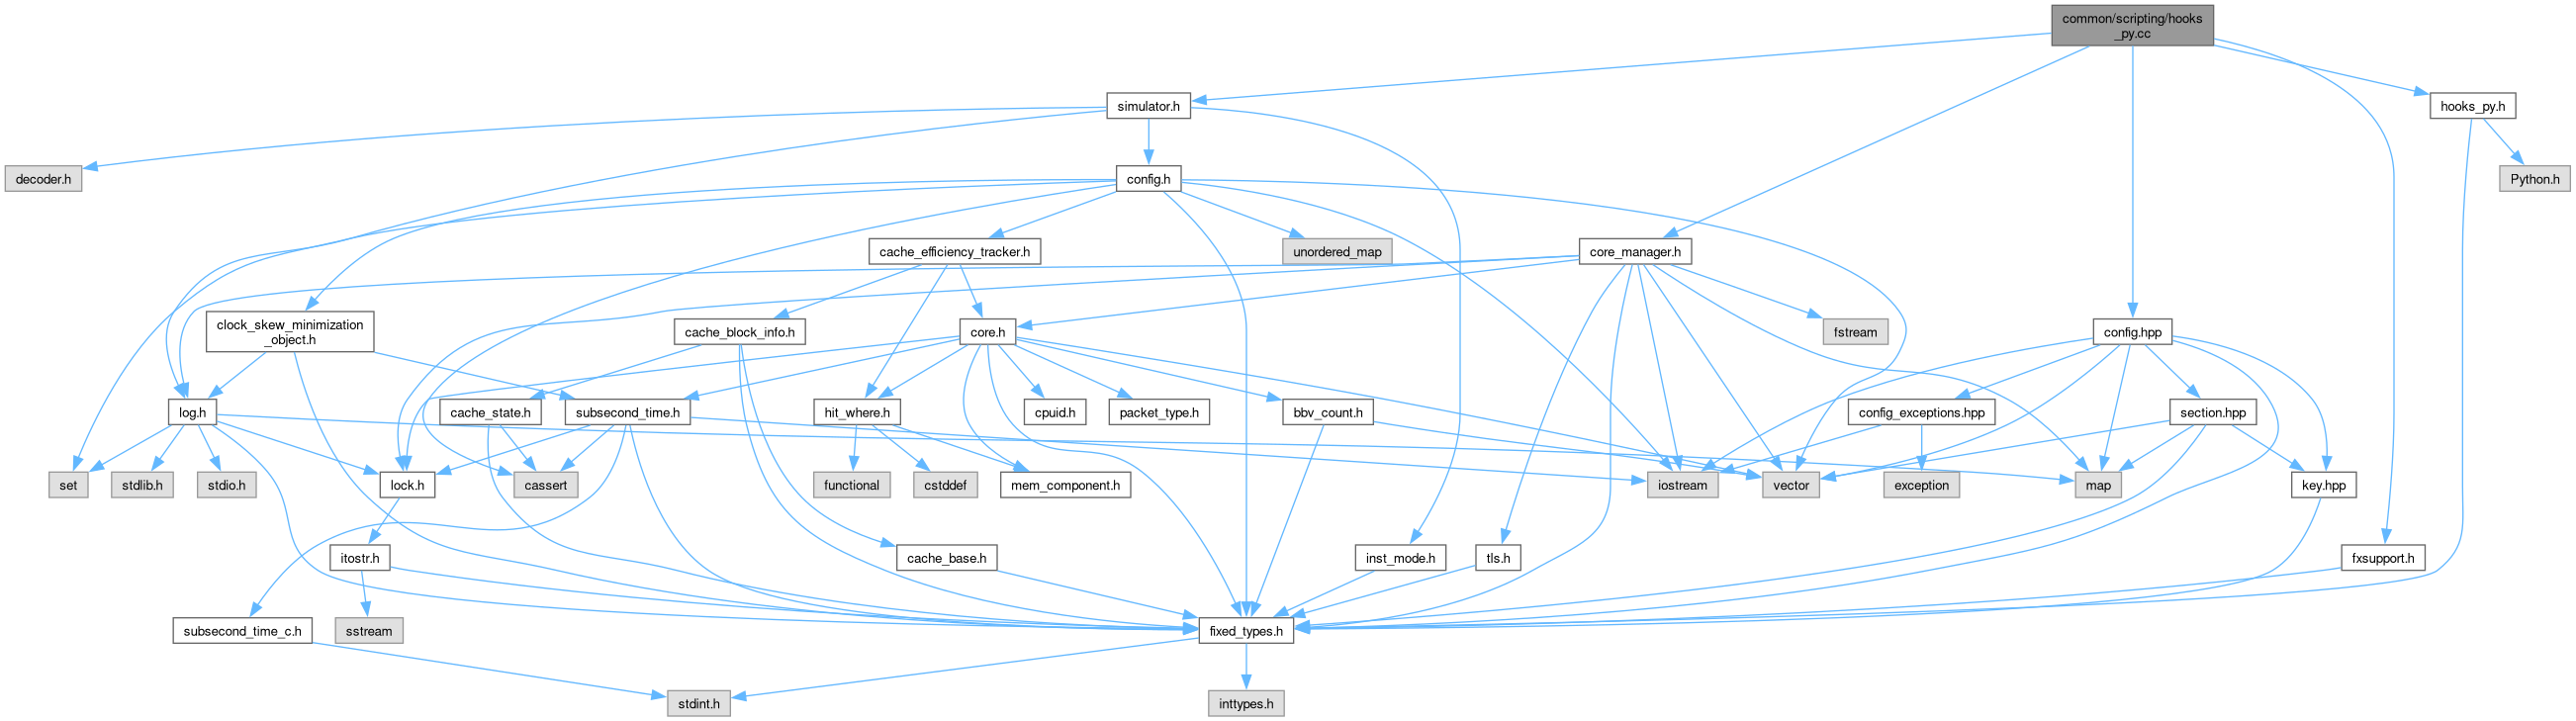 common/scripting/hooks
_py.cc
simulator.h
hooks_py.h
decoder.h
config.h
Python.h
cache_efficiency_tracker.h
unordered_map
core_manager.h
clock_skew_minimization
_object.h
cache_block_info.h
core.h
fstream
config.hpp
log.h
cache_state.h
subsecond_time.h
hit_where.h
cpuid.h
packet_type.h
bbv_count.h
config_exceptions.hpp
section.hpp
set
stdlib.h
stdio.h
lock.h
cassert
functional
cstddef
mem_component.h
iostream
vector
exception
map
key.hpp
itostr.h
cache_base.h
inst_mode.h
tls.h
fxsupport.h
subsecond_time_c.h
sstream
fixed_types.h
stdint.h
inttypes.h